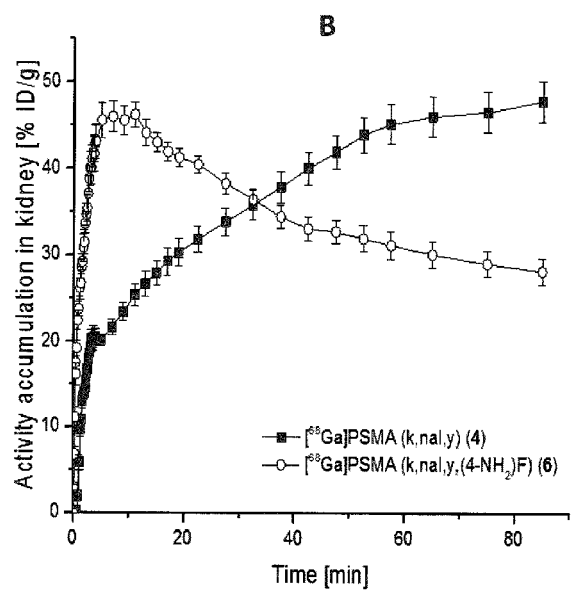 B
Activity accumulation in kidney [% ID/g]
50
40
30
20
10
0
[⁶⁸Ga]PSMA (k,nal,y) (4)
[⁶⁸Ga]PSMA (k,nal,y,(4-NH₂)F) (6)
0 20 40 60 80
Time [min]